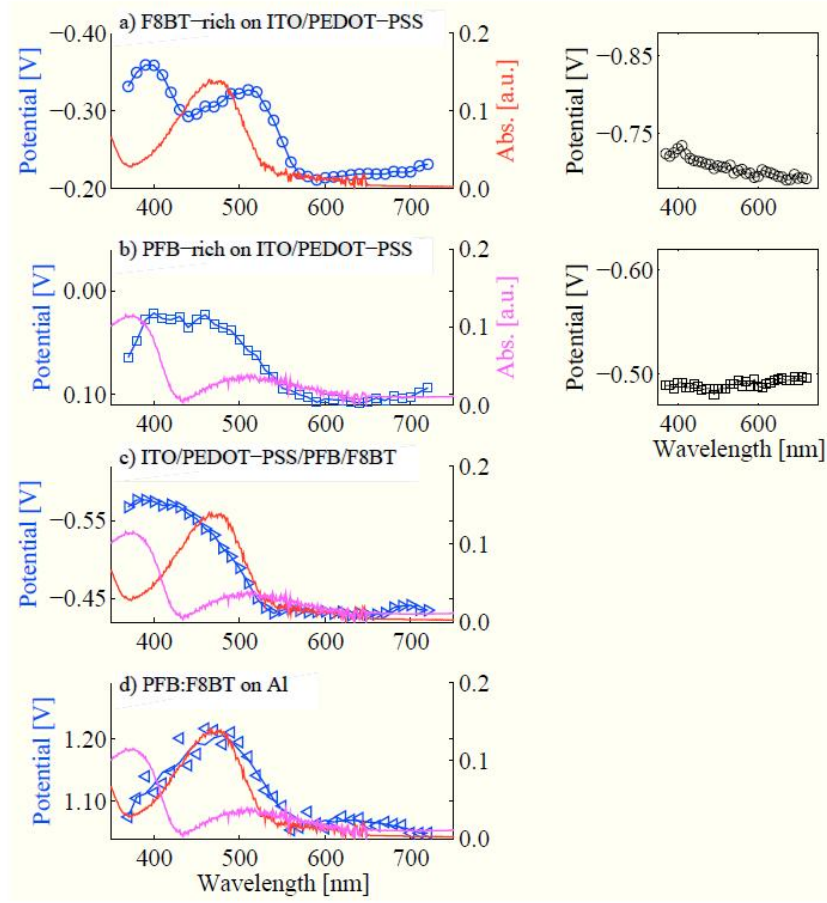 a) F8BT−rich on ITO/PEDOT−PSS
−0.40
−0.30
−0.20
Potential [V]
0.2
0.1
0.0
Abs. [a.u.]
400 500 600 700
−0.85
−0.75
Potential [V]
400 600
b) PFB−rich on ITO/PEDOT−PSS
0.00
0.10
Potential [V]
0.2
0.1
0.0
Abs. [a.u.]
−0.60
−0.50
Potential [V]
400 600
Wavelength [nm]
400 500 600 700
c) ITO/PEDOT−PSS/PFB/F8BT
−0.55
−0.45
Potential [V]
0.2
0.1
0.0
400 500 600 700
d) PFB:F8BT on Al
1.20
1.10
Potential [V]
0.2
0.1
0.0
400 500 600 700
Wavelength [nm]